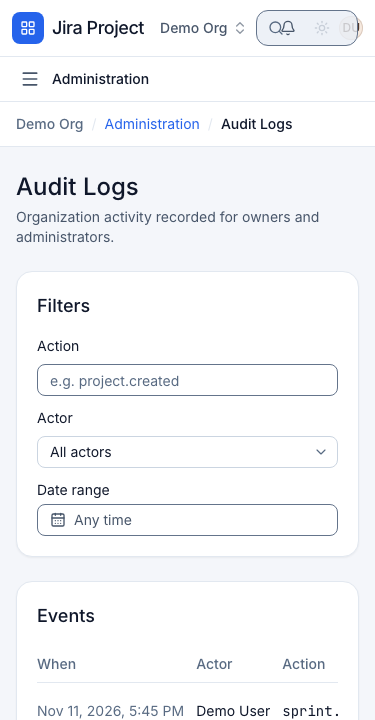 Jira Project
Demo Org
DU
Administration
Demo Org / Administration / Audit Logs
Audit Logs
Organization activity recorded for owners and
administrators.
Filters
Action
e.g. project.created
Actor
All actors
Date range
Any time
Events
When Actor Action
Nov 11, 2026, 5:45 PM Demo User sprint.